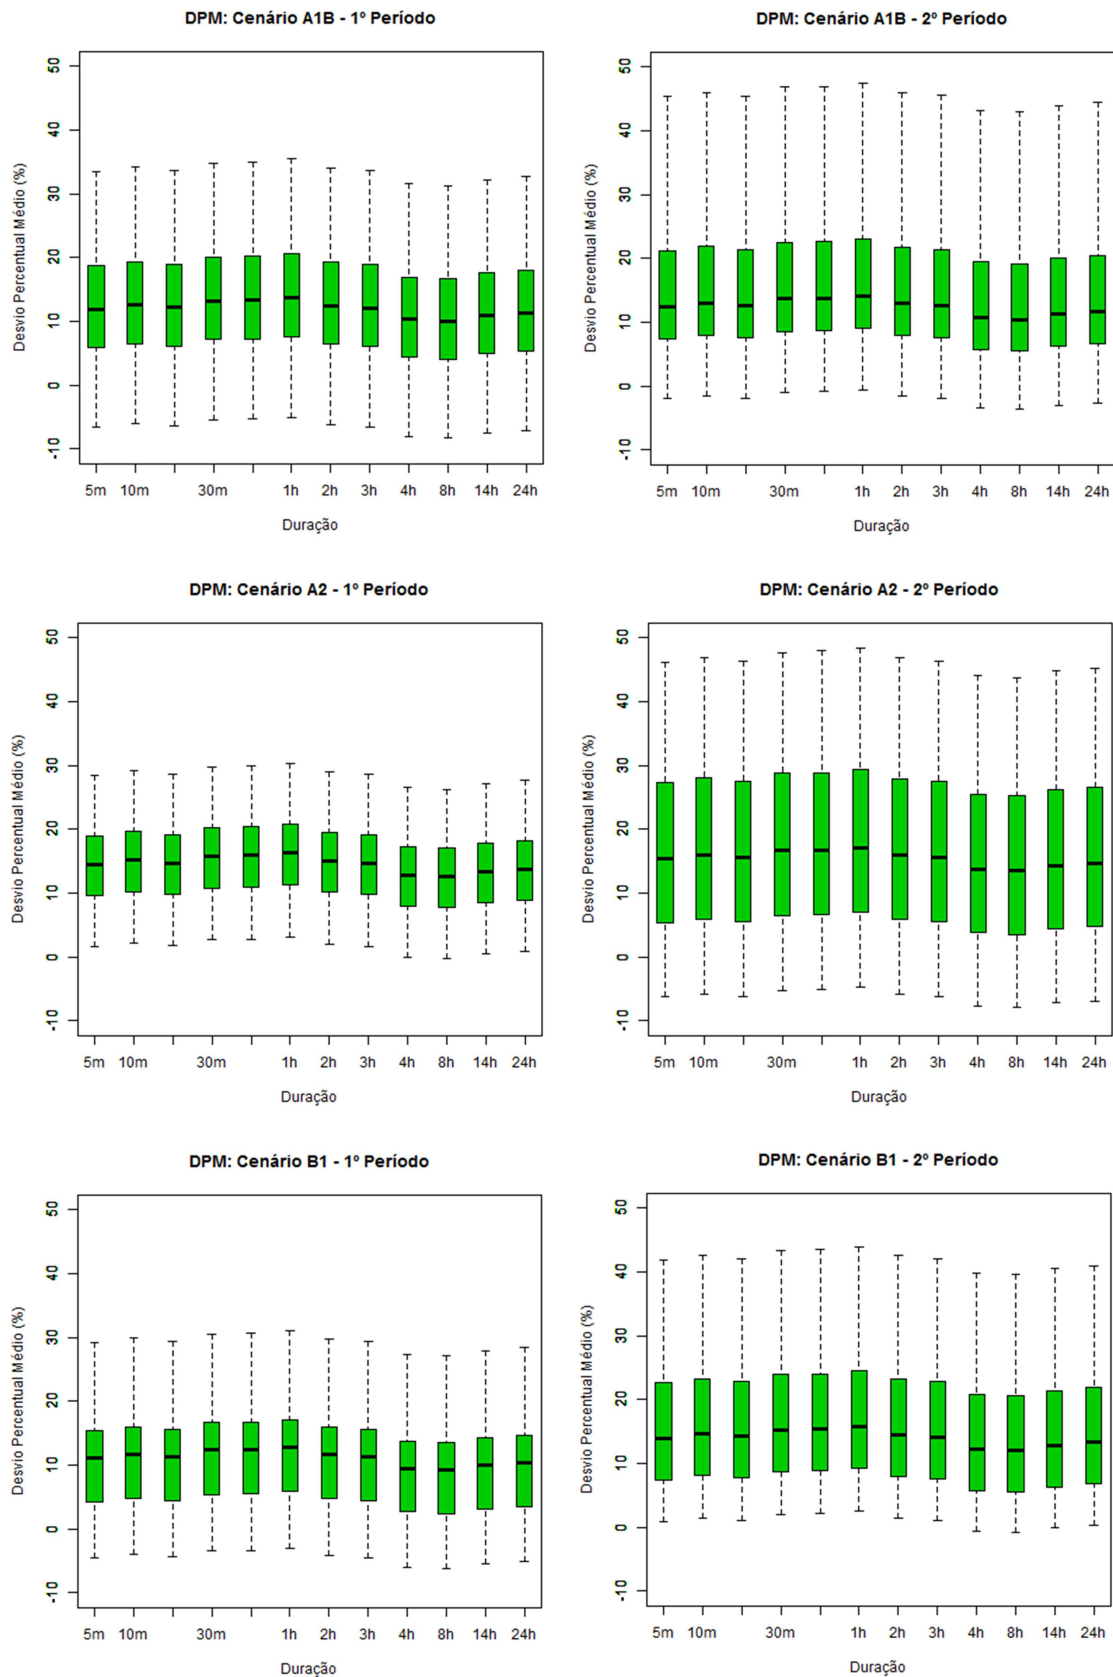 DPM: Cenário A1B - 1º Período
Desvio Percentual Médio (%)
50
40
30
20
10
0
-10
5m 10m 30m 1h 2h 3h 4h 8h 14h 24h
Duração
DPM: Cenário A1B - 2º Período
Desvio Percentual Médio (%)
50
40
30
20
10
0
-10
5m 10m 30m 1h 2h 3h 4h 8h 14h 24h
Duração
DPM: Cenário A2 - 1º Período
Desvio Percentual Médio (%)
50
40
30
20
10
0
-10
5m 10m 30m 1h 2h 3h 4h 8h 14h 24h
Duração
DPM: Cenário A2 - 2º Período
Desvio Percentual Médio (%)
50
40
30
20
10
0
-10
5m 10m 30m 1h 2h 3h 4h 8h 14h 24h
Duração
DPM: Cenário B1 - 1º Período
Desvio Percentual Médio (%)
50
40
30
20
10
0
-10
5m 10m 30m 1h 2h 3h 4h 8h 14h 24h
Duração
DPM: Cenário B1 - 2º Período
Desvio Percentual Médio (%)
50
40
30
20
10
0
-10
5m 10m 30m 1h 2h 3h 4h 8h 14h 24h
Duração